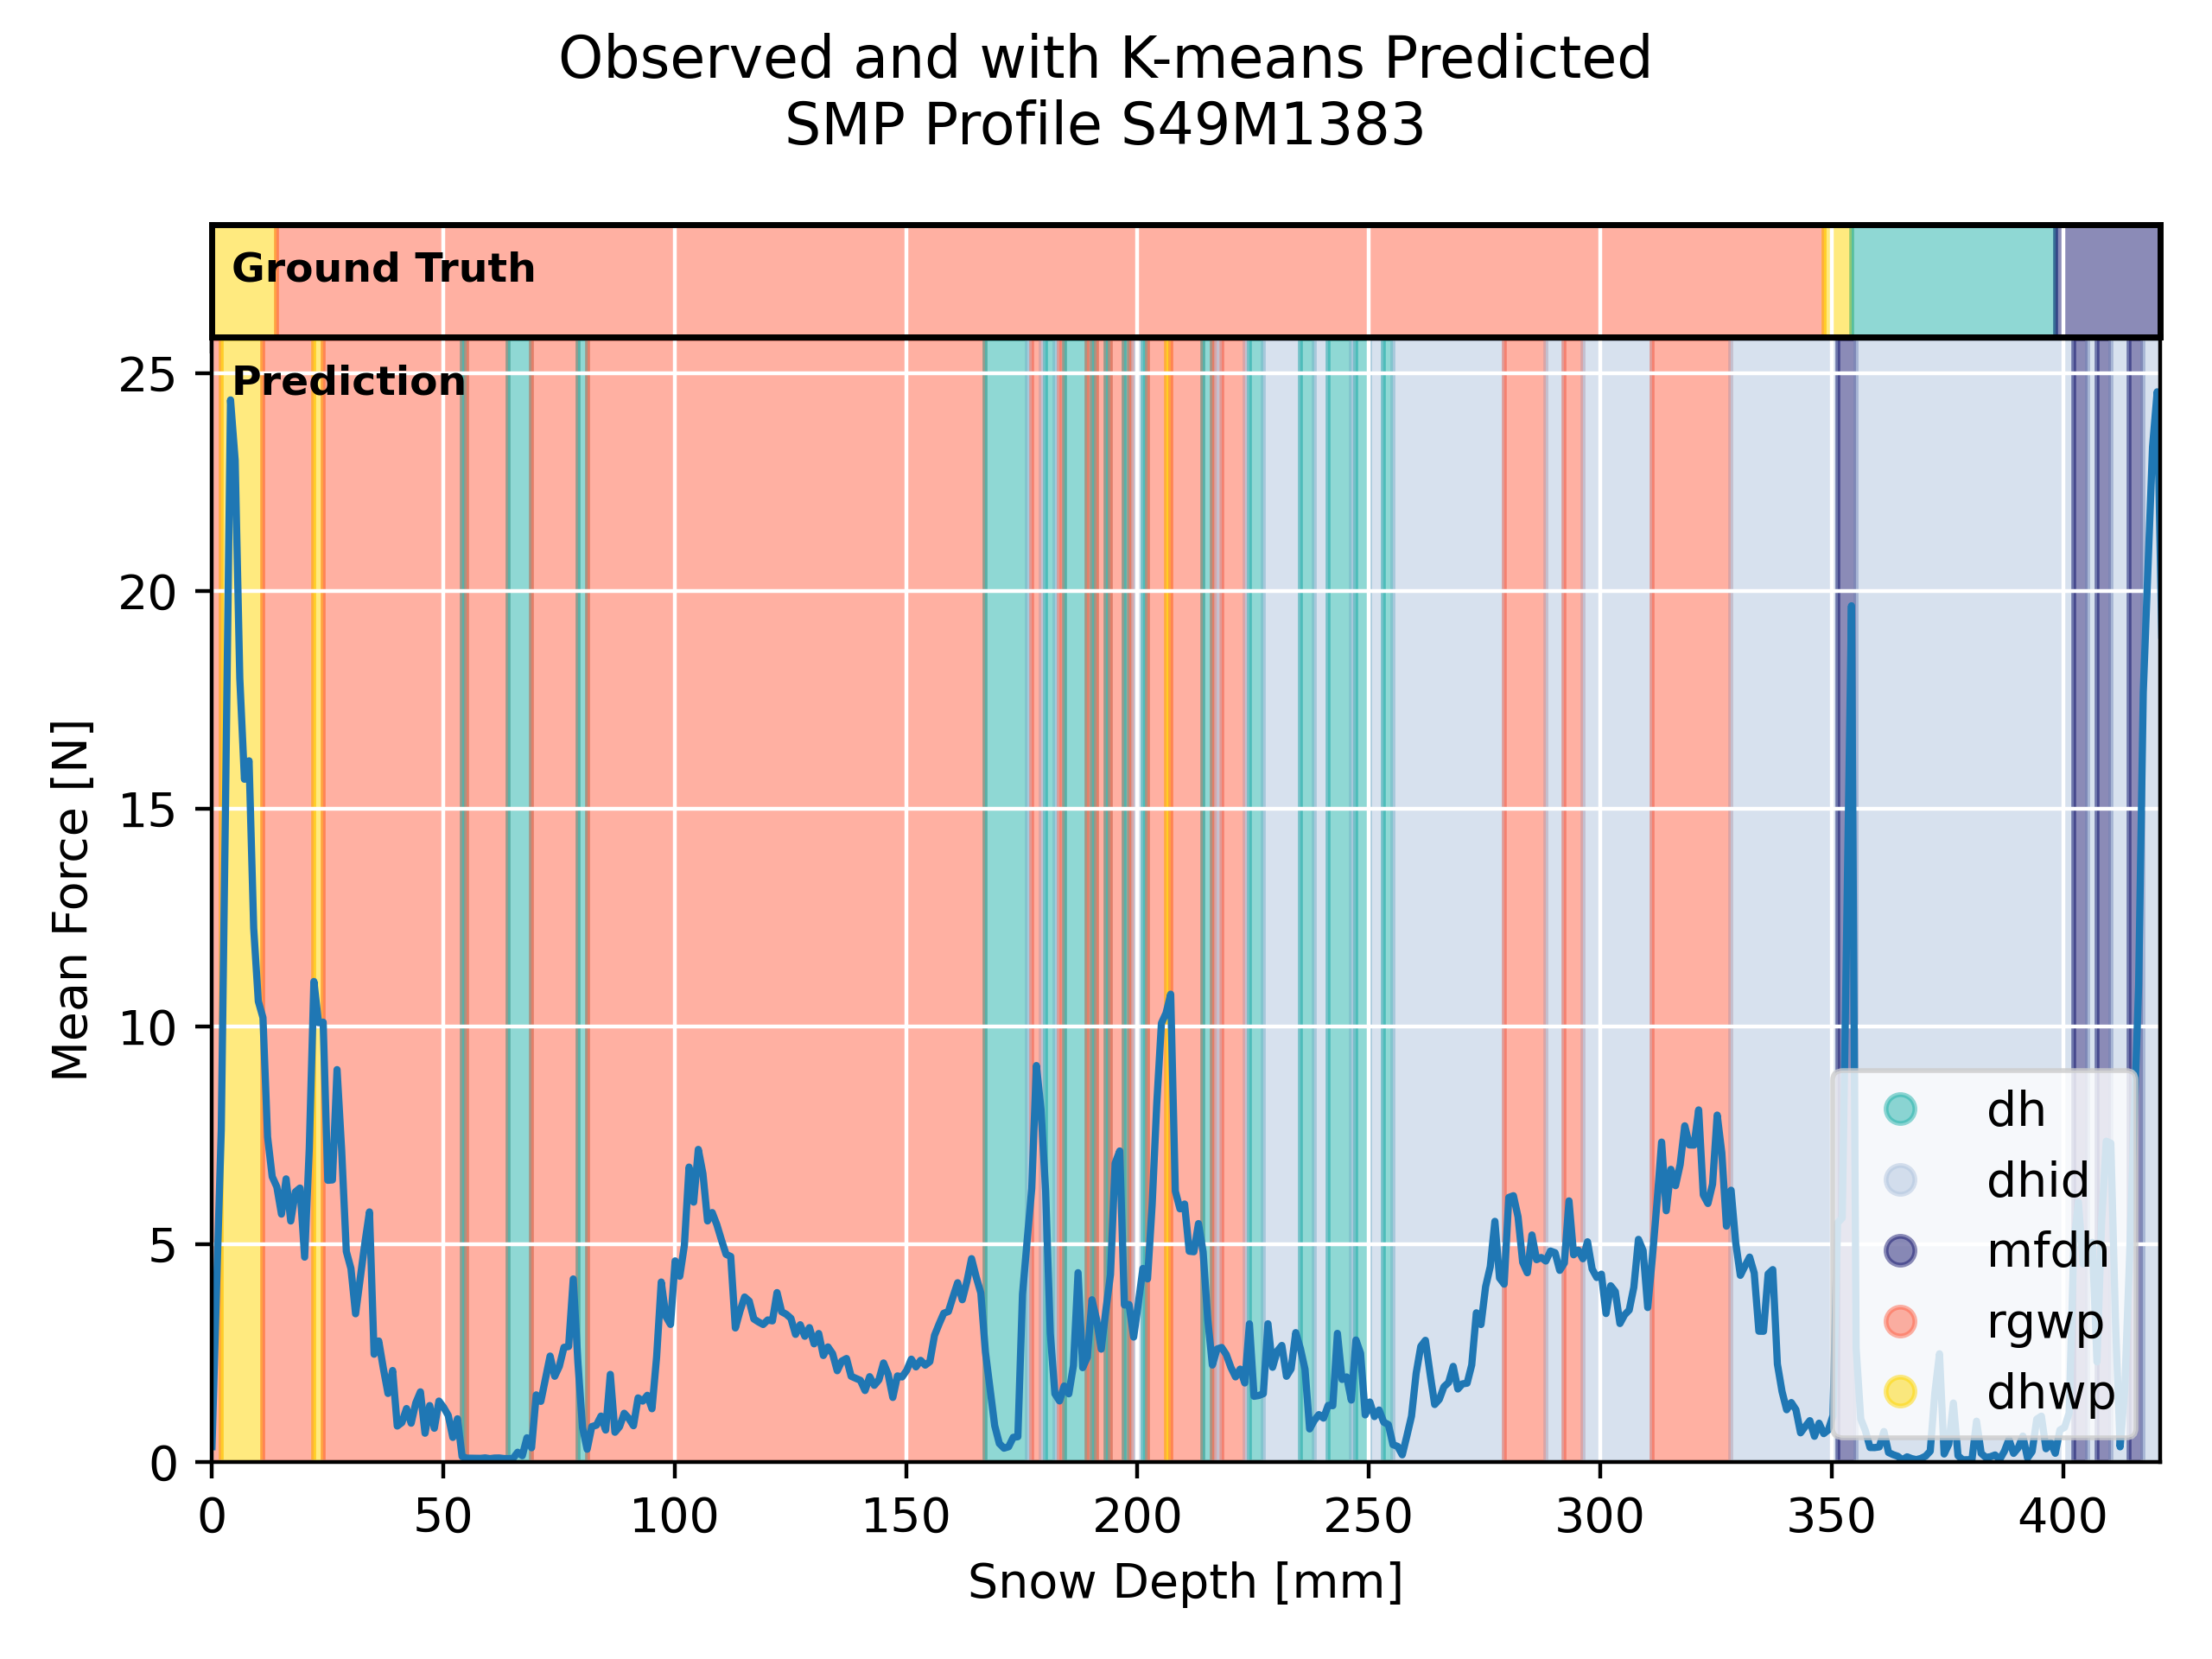 Observed and with K-means Predicted
SMP Profile S49M1383
Ground Truth
Prediction
25
20
15
10
5
0
Mean Force [N]
0 50 100 150 200 250 300 350 400
Snow Depth [mm]
dh
dhid
mfdh
rgwp
dhwp